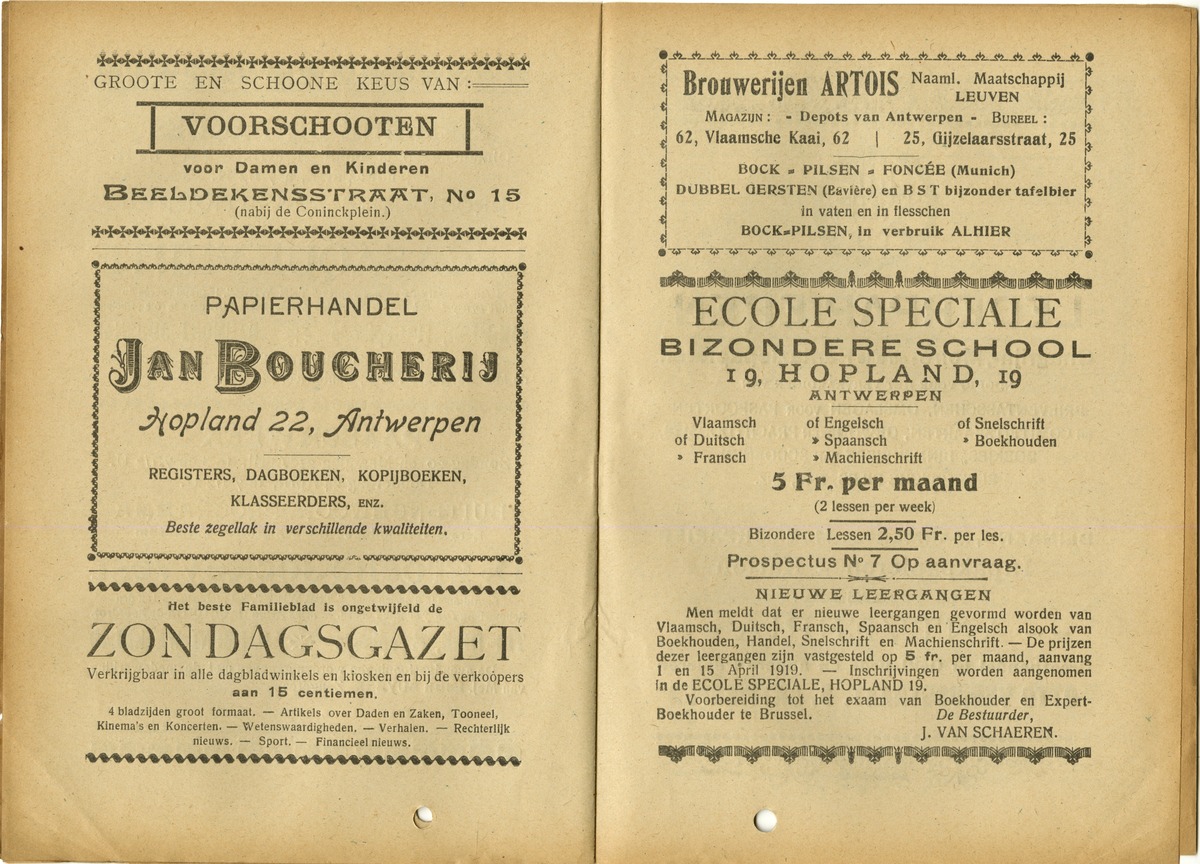 GROOTE EN SCHOONE KEUS VAN :
VOORSCHOOTEN
voor Damen en Kinderen
BEELDEKENSSTRAAT, No 15
(nabij de Coninckplein.)
PAPIERHANDEL
JAN BOUCHERIJ
Hopland 22, Antwerpen
REGISTERS, DAGBOEKEN, KOPIJBOEKEN,
KLASSEERDERS, ENZ.
Beste zegellak in verschillende kwaliteiten.
Het beste Familieblad is ongetwijfeld de
ZONDAGSGAZET
Verkrijgbaar in alle dagbladwinkels en kiosken en bij de verkoopers
aan 15 centiemen.
4 bladzijden groot formaat. — Artikels over Daden en Zaken, Tooneel,
Kinema's en Koncerten. — Wetenswaardigheden. — Verhalen. — Rechterlijk
nieuws. — Sport. — Financieel nieuws.
Brouwerijen ARTOIS Naaml. Maatschappij
LEUVEN
MAGAZIJN : - Depots van Antwerpen - BUREEL :
62, Vlaamsche Kaai, 62 | 25, Gijzelaarsstraat, 25
BOCK = PILSEN = FONCÉE (Munich)
DUBBEL GERSTEN (Bavière) en B S T bijzonder tafelbier
in vaten en in flesschen
BOCK=PILSEN, in verbruik ALHIER
ECOLE SPECIALE
BIZONDERE SCHOOL
19, HOPLAND, 19
ANTWERPEN
Vlaamsch of Engelsch of Snelschrift
of Duitsch » Spaansch » Boekhouden
» Fransch » Machienschrift
5 Fr. per maand
(2 lessen per week)
Bizondere Lessen 2,50 Fr. per les.
Prospectus No 7 Op aanvraag.
NIEUWE LEERGANGEN
Men meldt dat er nieuwe leergangen gevormd worden van
Vlaamsch, Duitsch, Fransch, Spaansch en Engelsch alsook van
Boekhouden, Handel, Snelschrift en Machienschrift. — De prijzen
dezer leergangen zijn vastgesteld op 5 fr. per maand, aanvang
1 en 15 April 1919. — Inschrijvingen worden aangenomen
in de ECOLE SPECIALE, HOPLAND 19.
Voorbereiding tot het exaam van Boekhouder en Expert-
Boekhouder te Brussel. De Bestuurder,
J. VAN SCHAEREN.